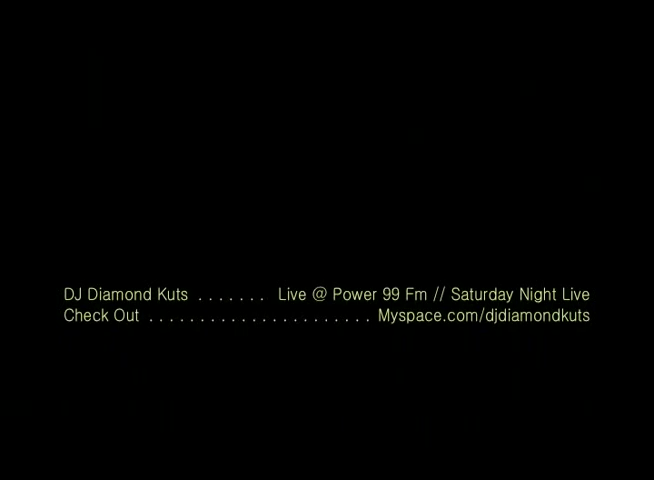 DJ Diamond Kuts ....... Live @ Power 99 Fm // Saturday Night Live
Check Out ...................... Myspace.com/djdiamondkuts